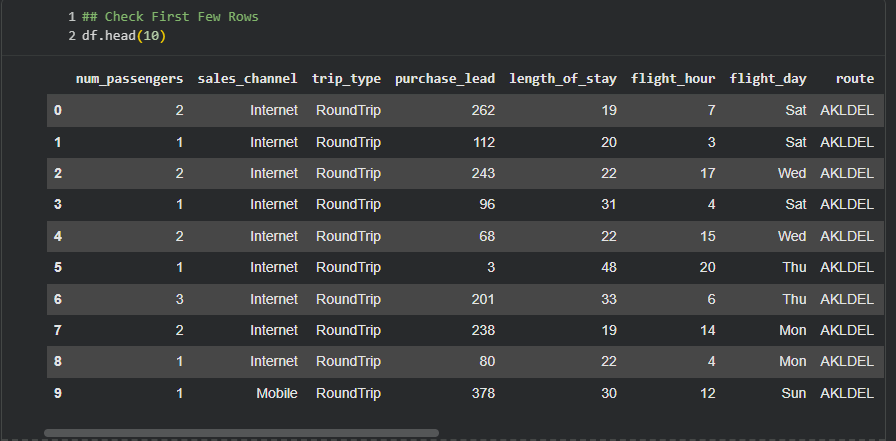 1 ## Check First Few Rows
2 df.head(10)
num_passengers sales_channel trip_type purchase_lead length_of_stay flight_hour flight_day route
0 2 Internet RoundTrip 262 19 7 Sat AKLDEL
1 1 Internet RoundTrip 112 20 3 Sat AKLDEL
2 2 Internet RoundTrip 243 22 17 Wed AKLDEL
3 1 Internet RoundTrip 96 31 4 Sat AKLDEL
4 2 Internet RoundTrip 68 22 15 Wed AKLDEL
5 1 Internet RoundTrip 3 48 20 Thu AKLDEL
6 3 Internet RoundTrip 201 33 6 Thu AKLDEL
7 2 Internet RoundTrip 238 19 14 Mon AKLDEL
8 1 Internet RoundTrip 80 22 4 Mon AKLDEL
9 1 Mobile RoundTrip 378 30 12 Sun AKLDEL